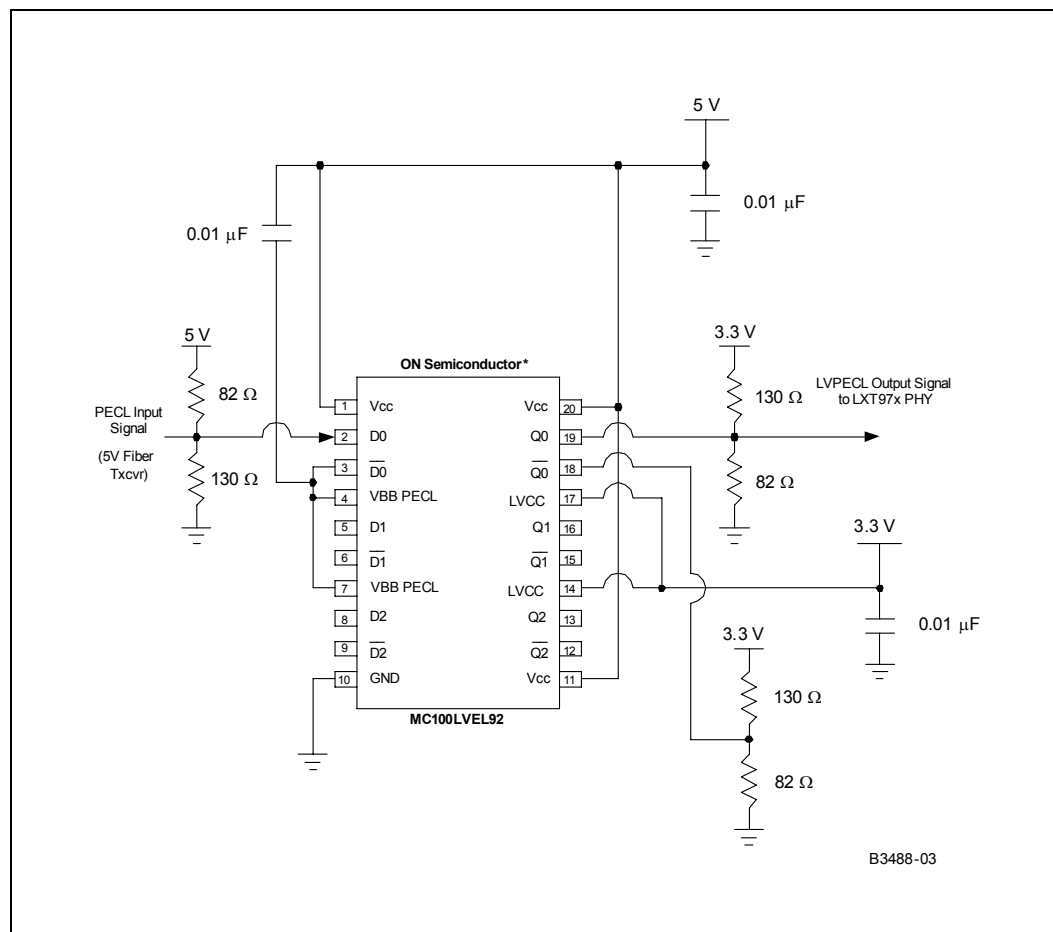 5 V
0.01 μF
0.01 μF
5 V
3.3 V
ON Semiconductor*
82 Ω
130 Ω
LVPECL Output Signal
to LXT97x PHY
PECL Input
Signal
(5V Fiber
Txcvr)
130 Ω
82 Ω
1 Vcc Vcc 20
2 D0 Q0 19
3 D0 Q0 18
4 VBB PECL LVCC 17
5 D1 Q1 16
6 D1 Q1 15
7 VBB PECL LVCC 14
8 D2 Q2 13
9 D2 Q2 12
10 GND Vcc 11
MC100LVEL92
3.3 V
0.01 μF
3.3 V
130 Ω
82 Ω
B3488-03